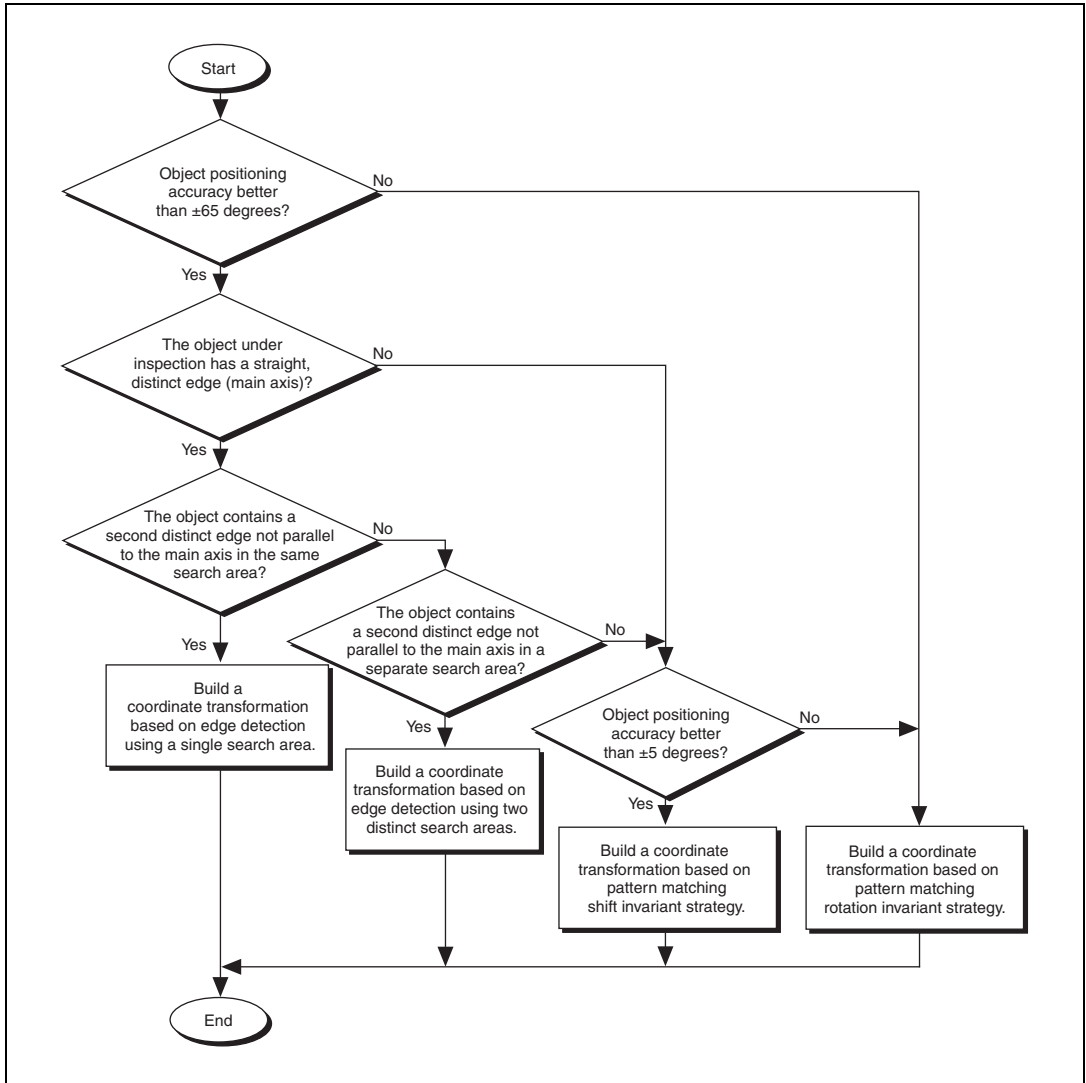 Start
Object positioning
accuracy better
than ±65 degrees?
No
Yes
The object under
inspection has a straight,
distinct edge (main axis)?
No
Yes
The object contains a
second distinct edge not parallel
to the main axis in the same
search area?
No
Yes
The object contains
a second distinct edge not
parallel to the main axis in a
separate search area?
No
Yes
Build a
coordinate transformation
based on edge detection
using a single search area.
Object positioning
accuracy better
than ±5 degrees?
No
Yes
Build a coordinate
transformation based on
edge detection using two
distinct search areas.
Build a coordinate
transformation based on
pattern matching
shift invariant strategy.
Build a coordinate
transformation based on
pattern matching
rotation invariant strategy.
End